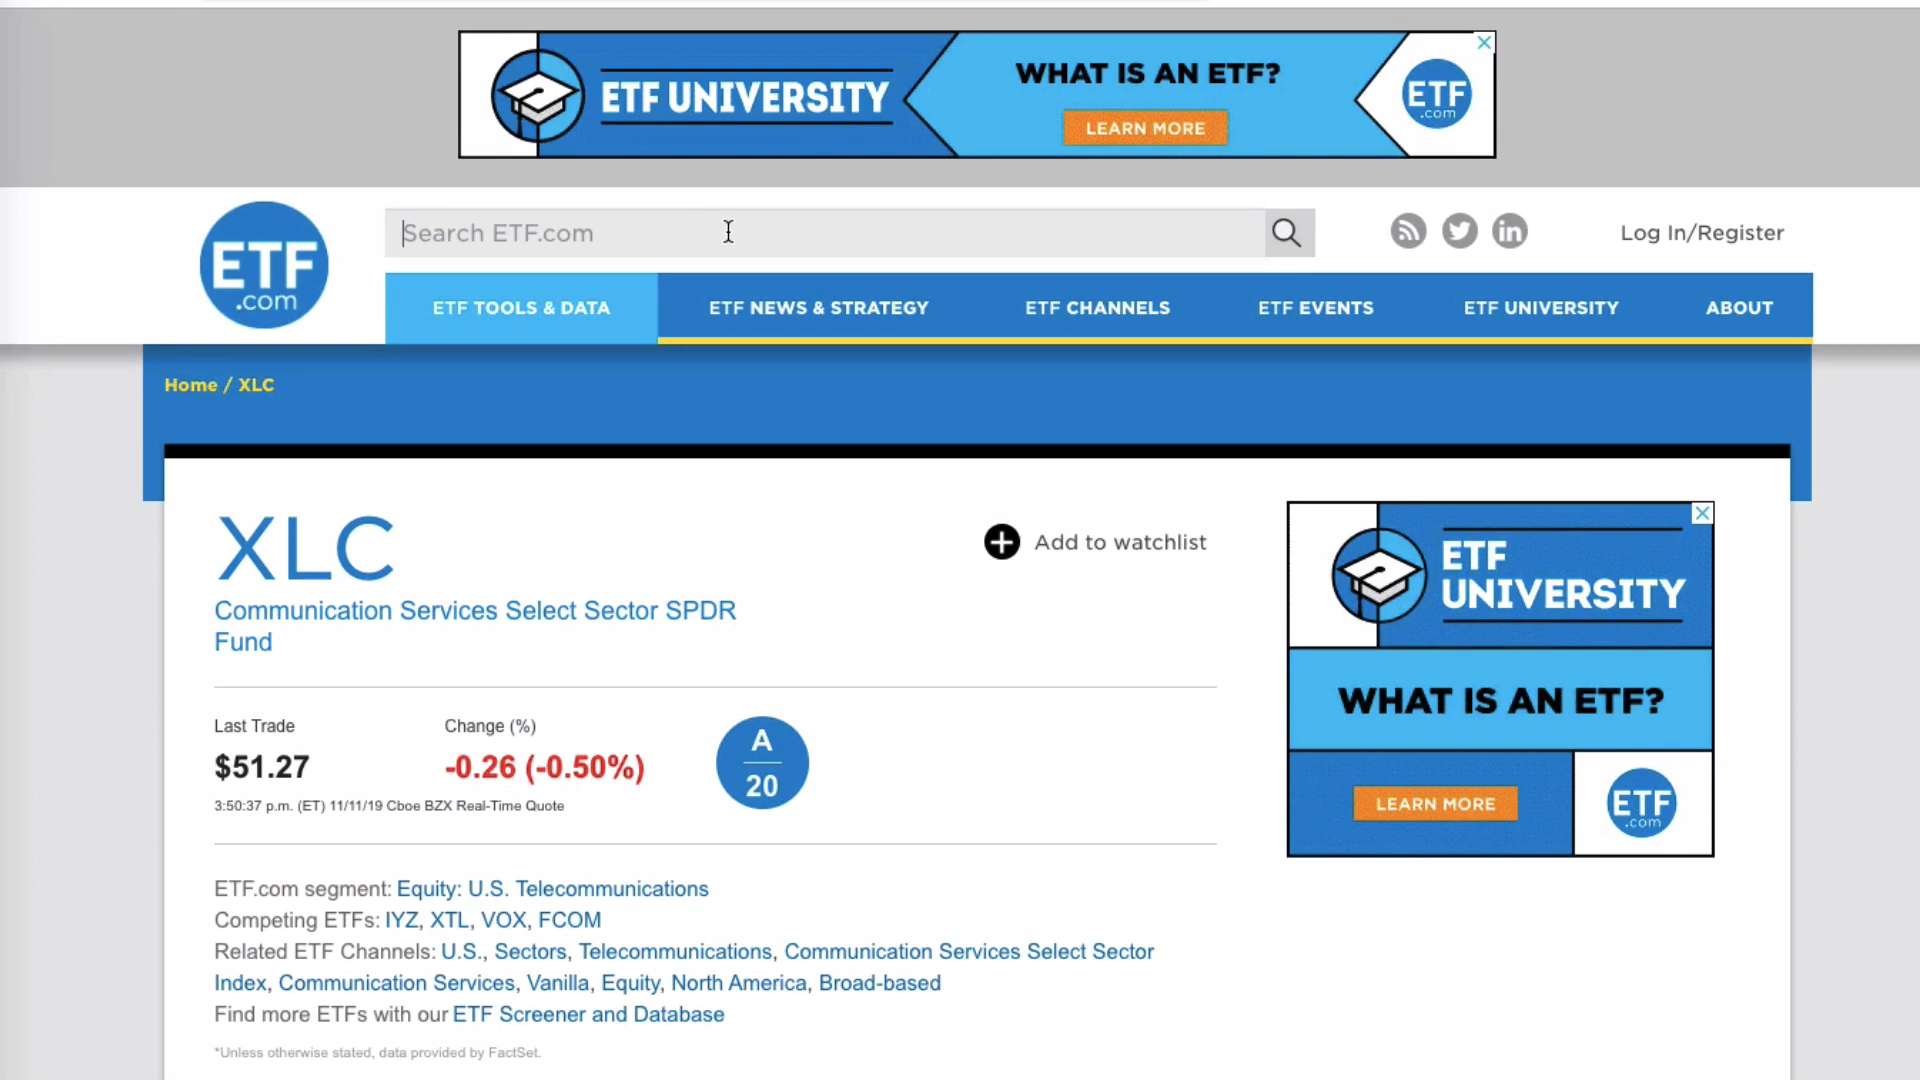 ETF UNIVERSITY
WHAT IS AN ETF?
LEARN MORE
ETF
.com
ETF
.com
Search ETF.com
Log In/Register
ETF TOOLS & DATA
ETF NEWS & STRATEGY
ETF CHANNELS
ETF EVENTS
ETF UNIVERSITY
ABOUT
Home / XLC
XLC
Add to watchlist
Communication Services Select Sector SPDR
Fund
Last Trade
Change (%)
$51.27
-0.26 (-0.50%)
A
20
3:50:37 p.m. (ET) 11/11/19 Cboe BZX Real-Time Quote
ETF.com segment: Equity: U.S. Telecommunications
Competing ETFs: IYZ, XTL, VOX, FCOM
Related ETF Channels: U.S., Sectors, Telecommunications, Communication Services Select Sector
Index, Communication Services, Vanilla, Equity, North America, Broad-based
Find more ETFs with our ETF Screener and Database
*Unless otherwise stated, data provided by FactSet.
ETF
UNIVERSITY
WHAT IS AN ETF?
LEARN MORE
ETF
.com